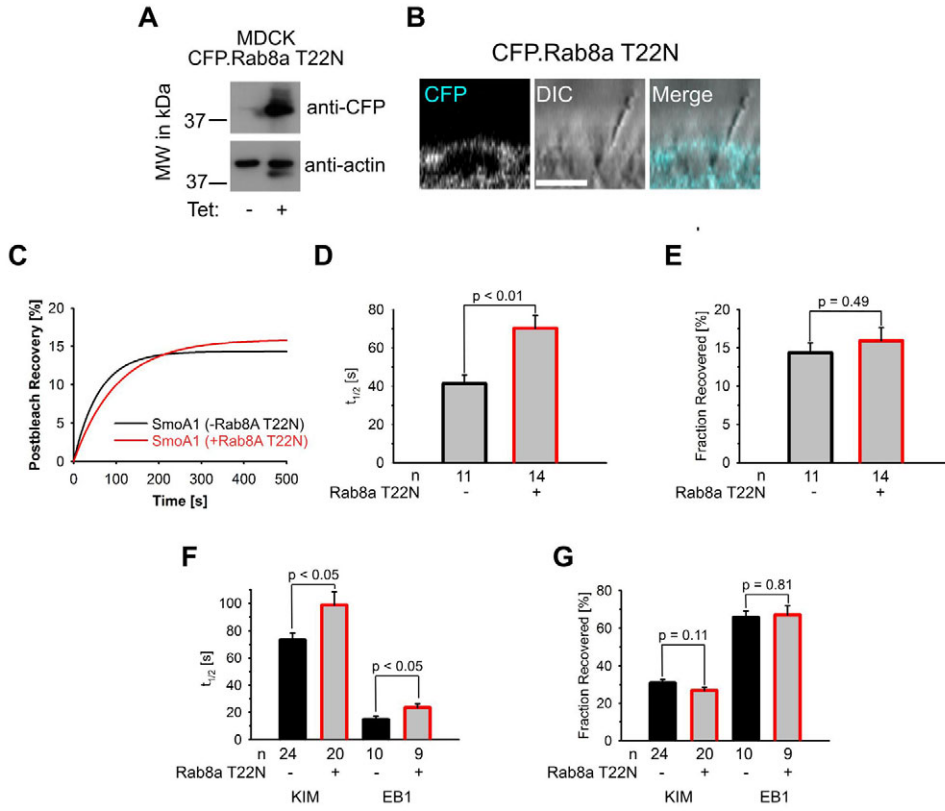 A
MDCK
CFP.Rab8a T22N
MW in kDa
37
anti-CFP
37
anti-actin
Tet: - +
B
CFP.Rab8a T22N
CFP
DIC
Merge
C
Postbleach Recovery [%]
20
15
10
5
0
SmoA1 (-Rab8A T22N)
SmoA1 (+Rab8A T22N)
0 100 200 300 400 500
Time [s]
D
t1/2 [s]
80
60
40
20
0
p < 0.01
n 11 14
Rab8a T22N - +
E
Fraction Recovered [%]
20
15
10
5
0
p = 0.49
n 11 14
Rab8a T22N - +
F
t1/2 [s]
100
80
60
40
20
0
p < 0.05
p < 0.05
n 24 20 10 9
Rab8a T22N - + - +
KIM EB1
G
Fraction Recovered [%]
80
60
40
20
0
p = 0.11
p = 0.81
n 24 20 10 9
Rab8a T22N - + - +
KIM EB1